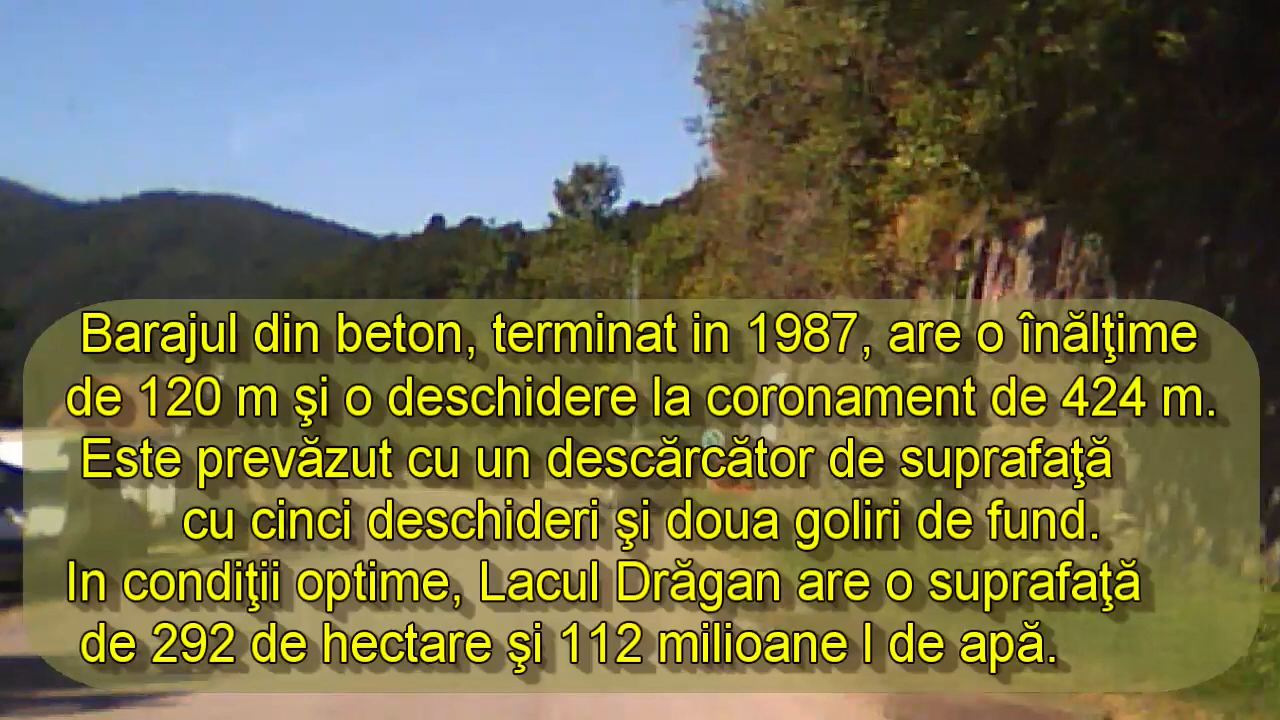 Barajul din beton, terminat in 1987, are o înălţime
de 120 m şi o deschidere la coronament de 424 m.
Este prevăzut cu un descărcător de suprafaţă
cu cinci deschideri şi doua goliri de fund.
In condiţii optime, Lacul Drăgan are o suprafaţă
de 292 de hectare şi 112 milioane l de apă.